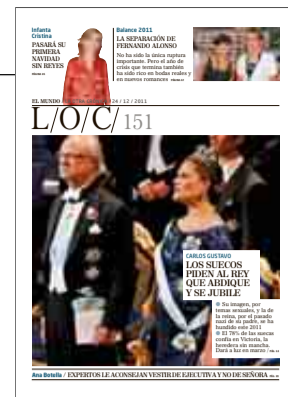 Infanta
Cristina
PASARÁ SU
PRIMERA
NAVIDAD
SIN REYES
Balance 2011
LA SEPARACIÓN DE
FERNANDO ALONSO
No ha sido la única ruptura
importante. Pero el año de
crisis que termina también
ha sido rico en bodas reales y
en nuevos romances
EL MUNDO / 24 / 12 / 2011
L/O/C/ 151
CARLOS GUSTAVO
LOS SUECOS
PIDEN AL REY
QUE ABDIQUE
Y SE JUBILE
Su imagen, por
temas sexuales, y la de
la reina, por el pasado
nazi de su padre, se ha
hundido este 2011
El 78% de las suecas
confía en Victoria, la
heredera sin mancha.
Dará a luz en marzo /
Ana Botella / EXPERTOS LE ACONSEJAN VESTIR DE EJECUTIVA Y NO DE SEÑORA